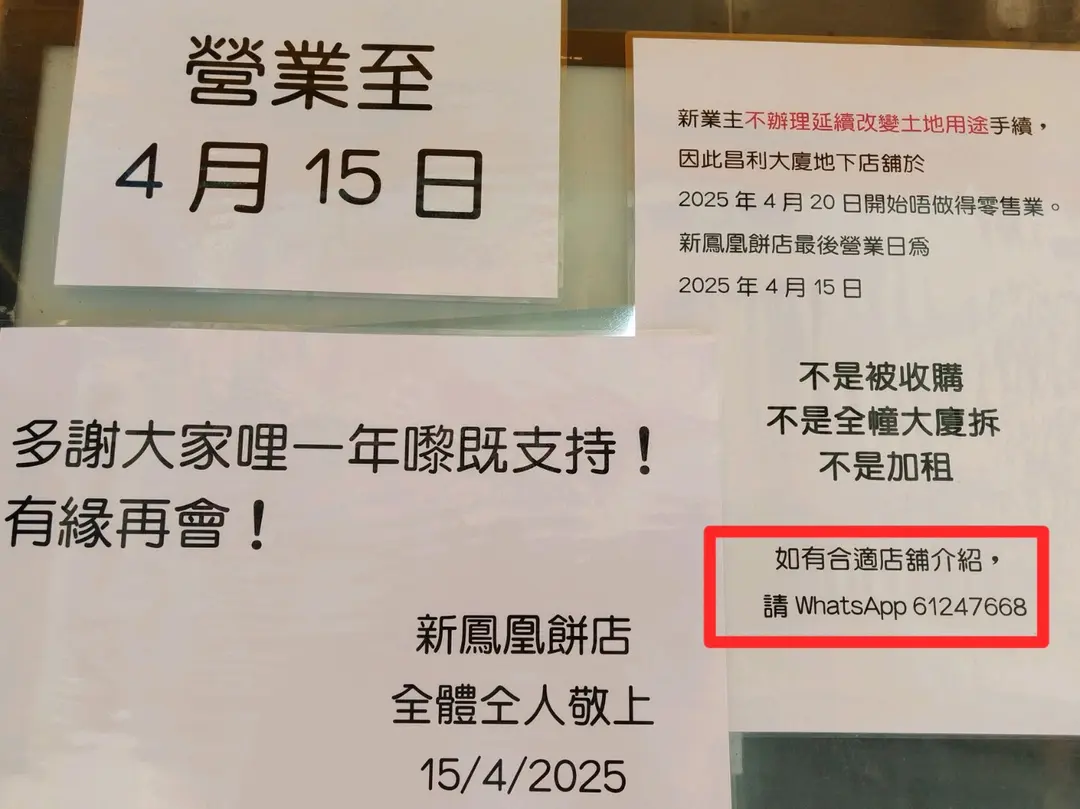 營業至
4月15日
新業主不辦理延續改變土地用途手續，
因此昌利大廈地下店舖於
2025年4月20日開始唔做得零售業。
新鳳凰餅店最後營業日為
2025年4月15日
不是被收購
不是全幢大廈拆
不是加租
如有合適店舖介紹，
請 WhatsApp 61247668
多謝大家哩一年嚟既支持！
有緣再會！
新鳳凰餅店
全體仝人敬上
15/4/2025